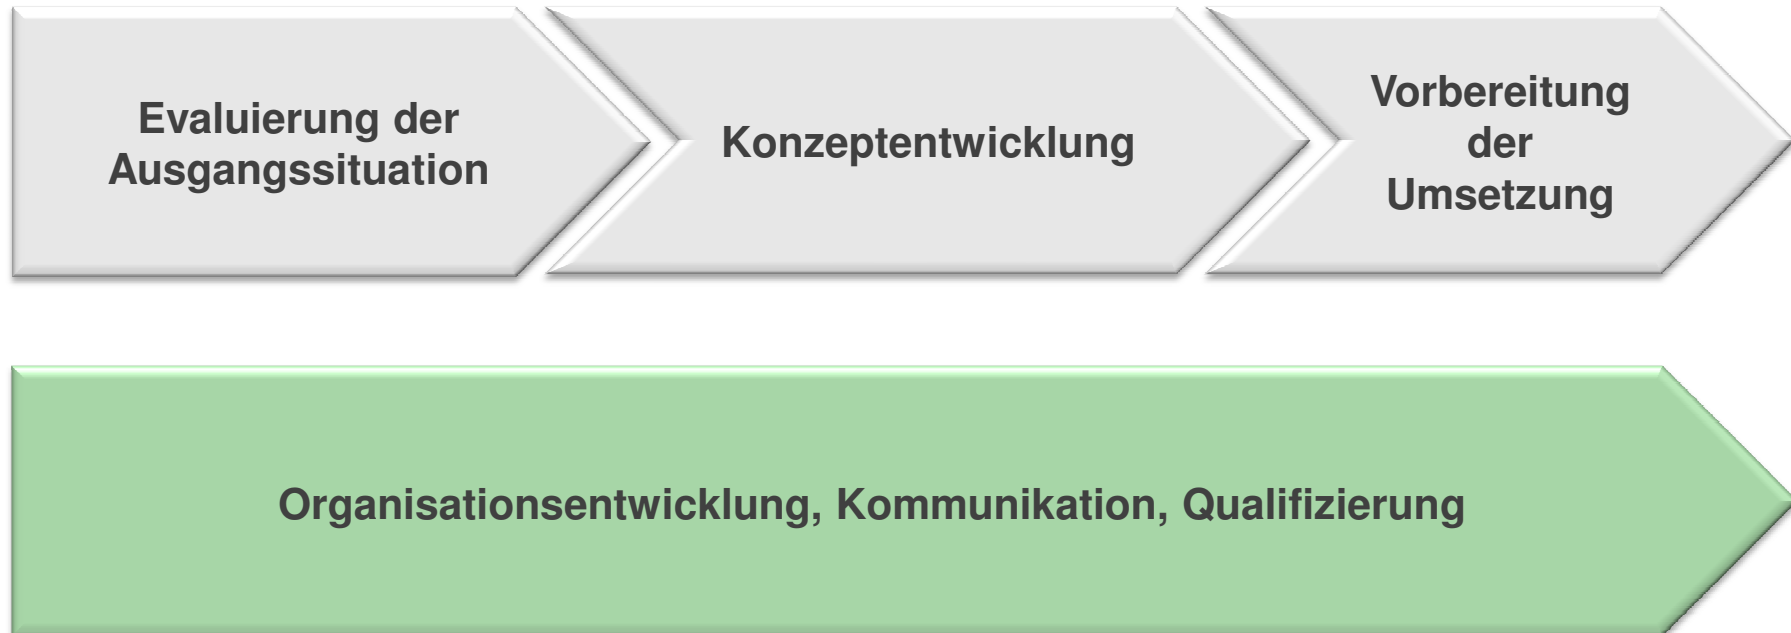 Evaluierung der
Ausgangssituation
Konzeptentwicklung
Vorbereitung
der
Umsetzung
Organisationsentwicklung, Kommunikation, Qualifizierung